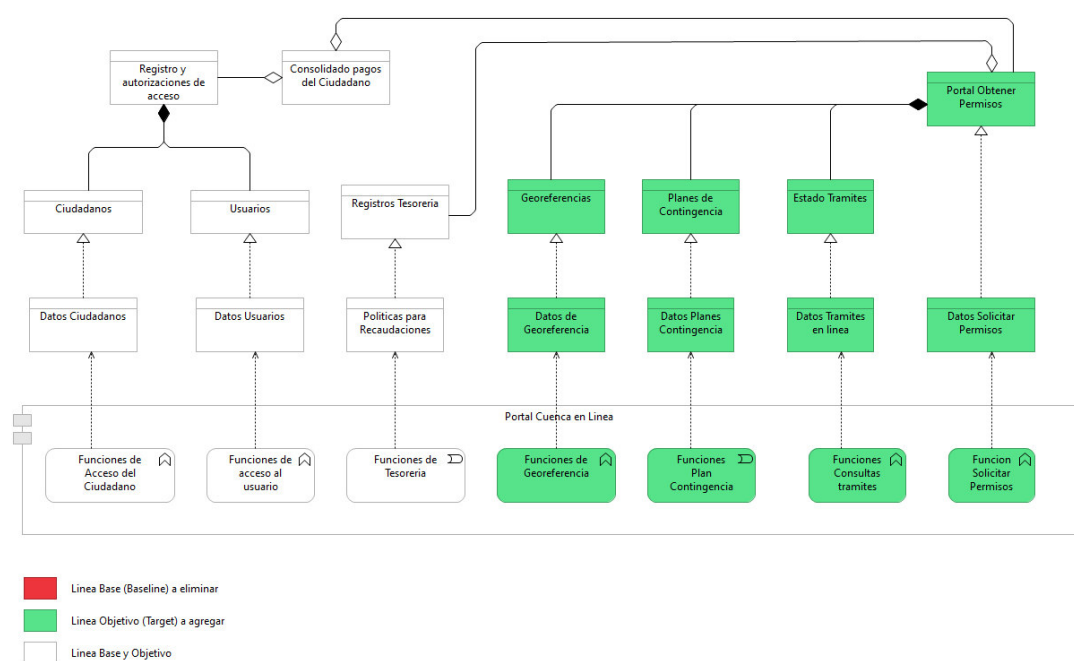 Registro y
autorizaciones de
acceso
Consolidado pagos
del Ciudadano
Portal Obtener
Permisos
Ciudadanos
Usuarios
Registros Tesoreria
Georeferencias
Planes de
Contingencia
Estado Tramites
Datos Ciudadanos
Datos Usuarios
Politicas para
Recaudaciones
Datos de
Georeferencia
Datos Planes
Contingencia
Datos Tramites
en linea
Datos Solicitar
Permisos
Portal Cuenca en Linea
Funciones de
Acceso del
Ciudadano
Funciones de
acceso al
usuario
Funciones de
Tesoreria
Funciones de
Georeferencia
Funciones
Plan
Contingencia
Funciones
Consultas
tramites
Funcion
Solicitar
Permisos
Linea Base (Baseline) a eliminar
Linea Objetivo (Target) a agregar
Linea Base y Objetivo